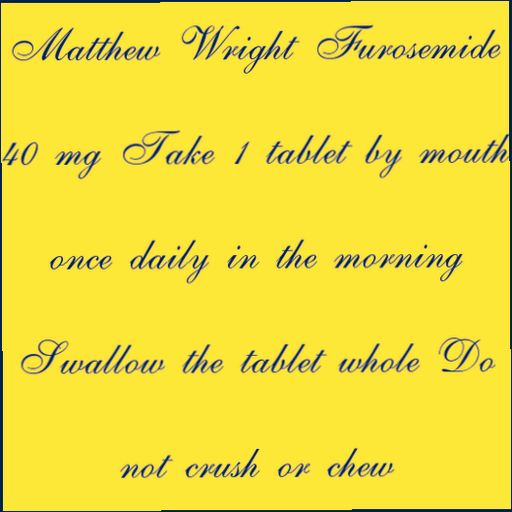 Matthew Wright Furosemide
40 mg Take 1 tablet by mouth
once daily in the morning
Swallow the tablet whole Do
not crush or chew